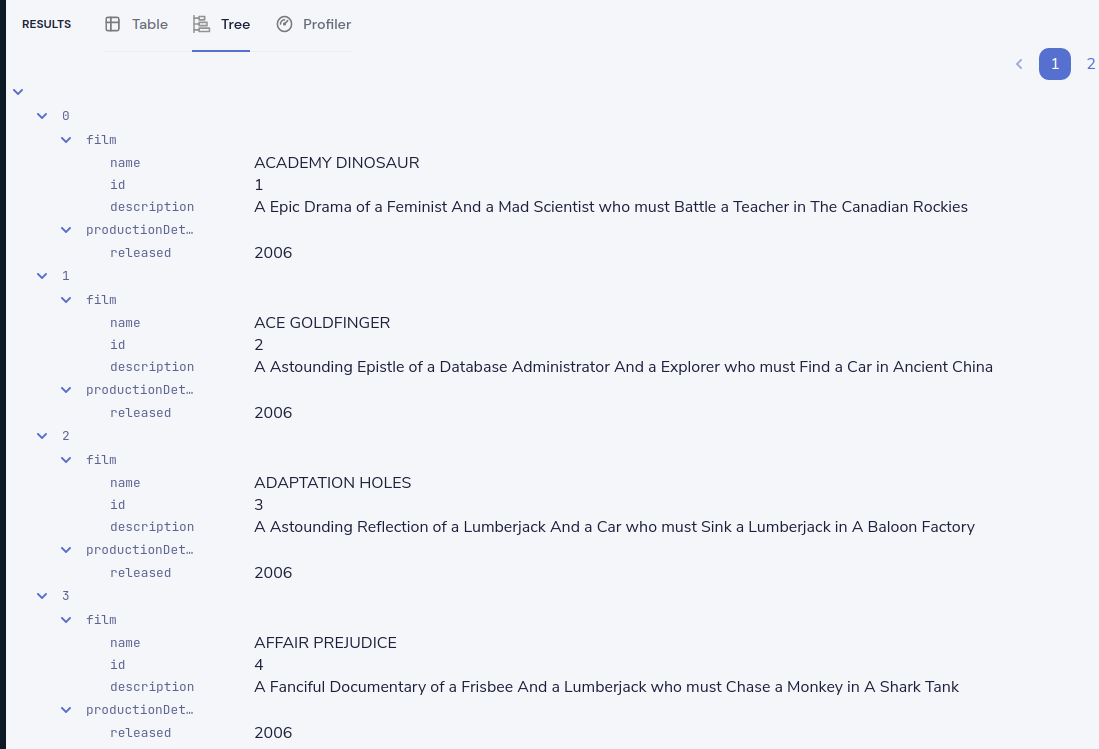 RESULTS Table Tree Profiler
1 2
0
film
name ACADEMY DINOSAUR
id 1
description A Epic Drama of a Feminist And a Mad Scientist who must Battle a Teacher in The Canadian Rockies
productionDet…
released 2006
1
film
name ACE GOLDFINGER
id 2
description A Astounding Epistle of a Database Administrator And a Explorer who must Find a Car in Ancient China
productionDet…
released 2006
2
film
name ADAPTATION HOLES
id 3
description A Astounding Reflection of a Lumberjack And a Car who must Sink a Lumberjack in A Baloon Factory
productionDet…
released 2006
3
film
name AFFAIR PREJUDICE
id 4
description A Fanciful Documentary of a Frisbee And a Lumberjack who must Chase a Monkey in A Shark Tank
productionDet…
released 2006